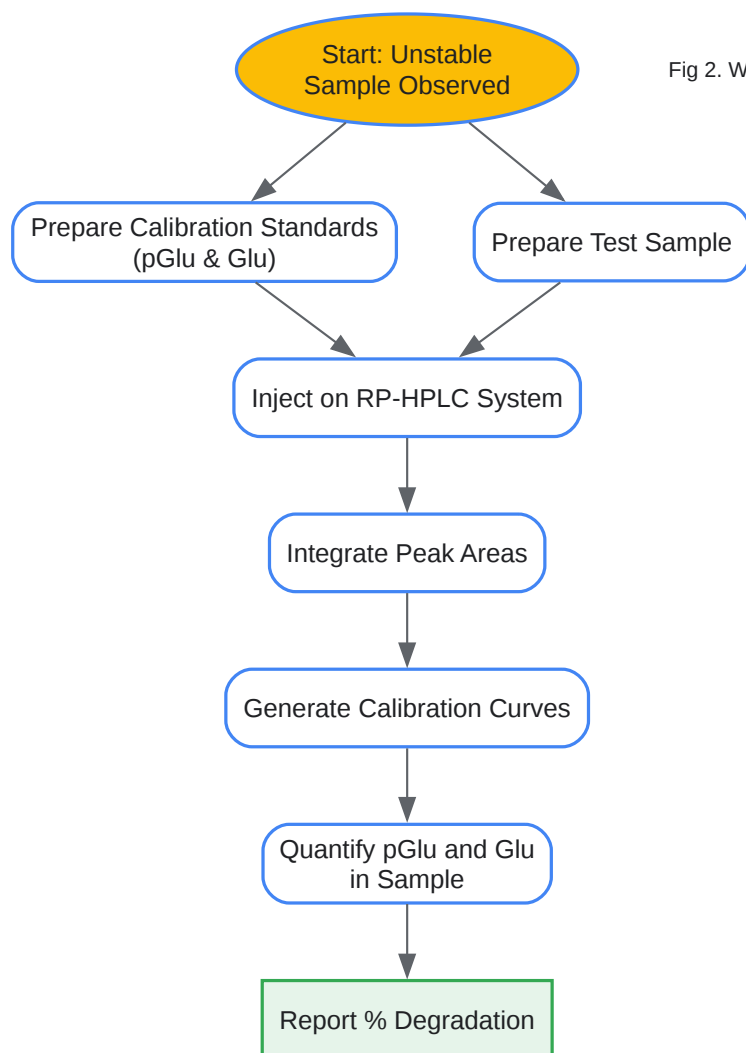 Start: Unstable
Sample Observed
Fig 2. W
Prepare Calibration Standards
(pGlu & Glu)
Prepare Test Sample
Inject on RP-HPLC System
Integrate Peak Areas
Generate Calibration Curves
Quantify pGlu and Glu
in Sample
Report % Degradation